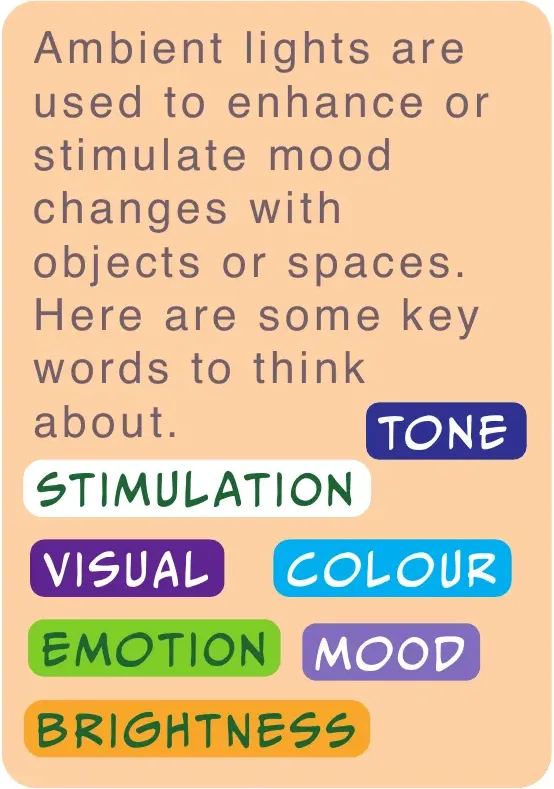 Ambient lights are
used to enhance or
stimulate mood
changes with
objects or spaces.
Here are some key
words to think
about.
TONE
STIMULATION
VISUAL
COLOUR
EMOTION
MOOD
BRIGHTNESS